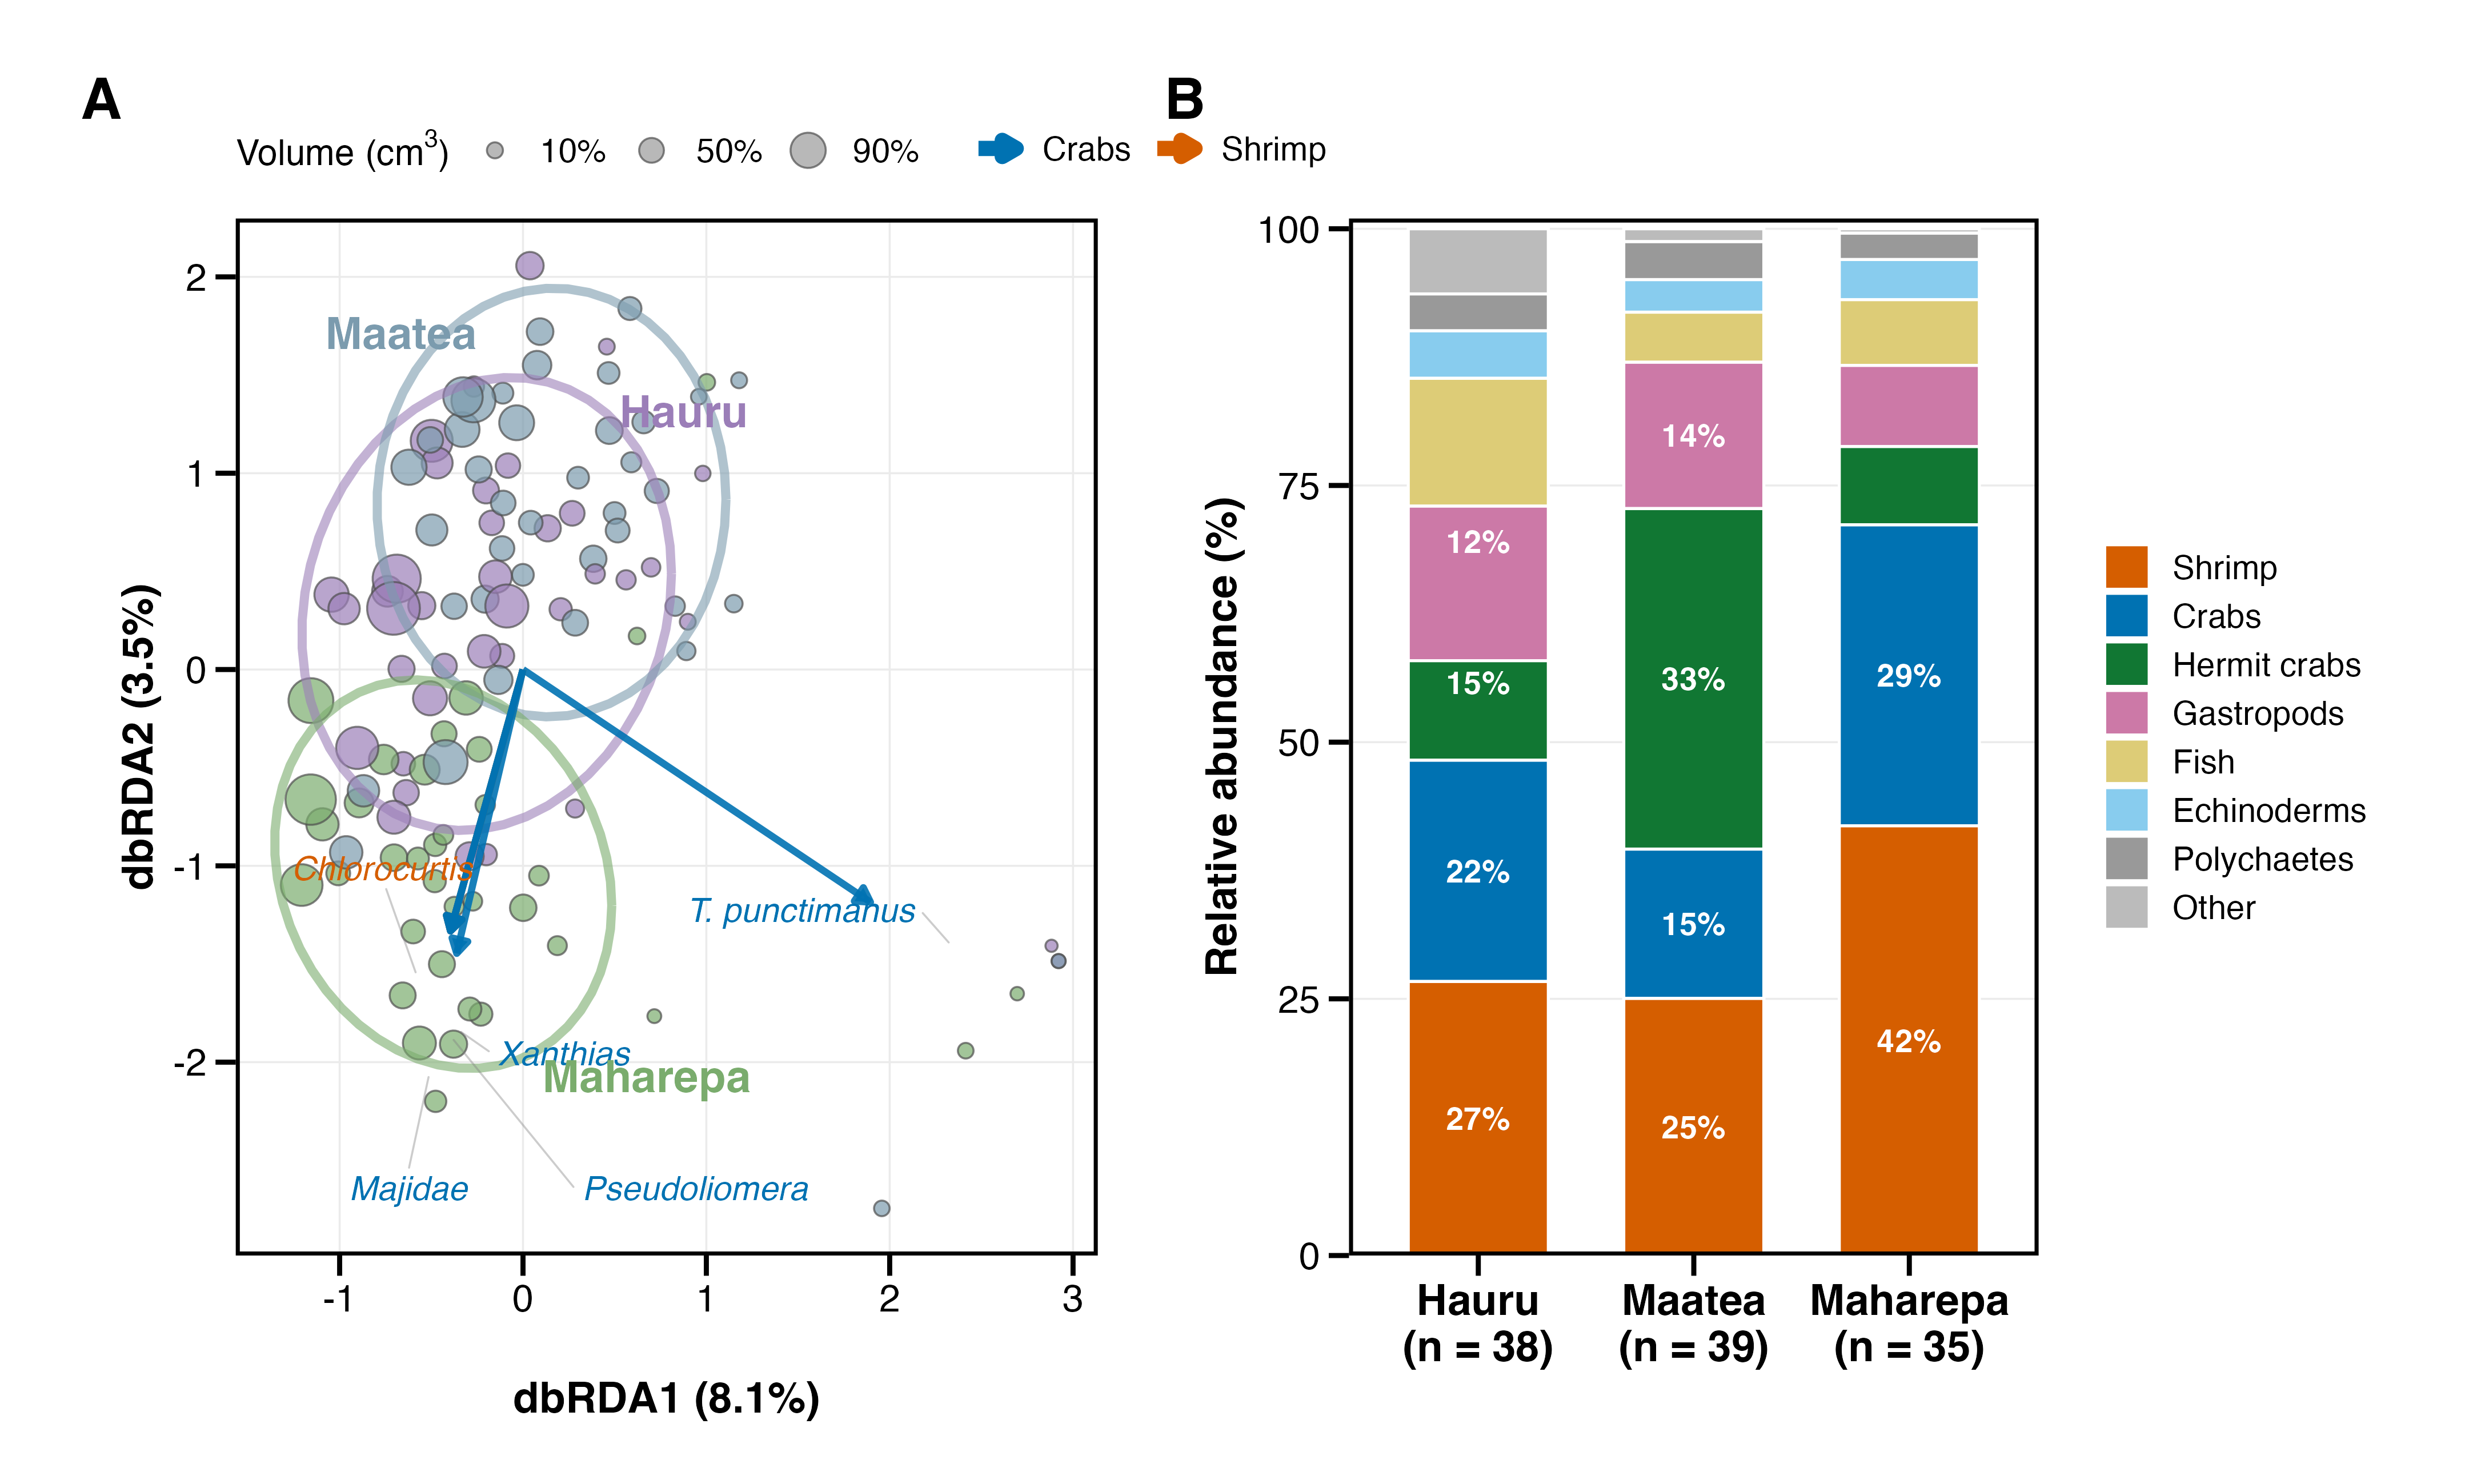 A
B
Volume (cm3) 10% 50% 90% Crabs Shrimp
dbRDA2 (3.5%)
2
1
0
-1
-2
Maatea
Hauru
Chlorocurtis
T. punctimanus
Xanthias
Maharepa
Majidae
Pseudoliomera
-1 0 1 2 3
dbRDA1 (8.1%)
Relative abundance (%)
100
75
50
25
0
12%
15%
22%
27%
14%
33%
15%
25%
29%
42%
Hauru
(n = 38)
Maatea
(n = 39)
Maharepa
(n = 35)
Shrimp
Crabs
Hermit crabs
Gastropods
Fish
Echinoderms
Polychaetes
Other